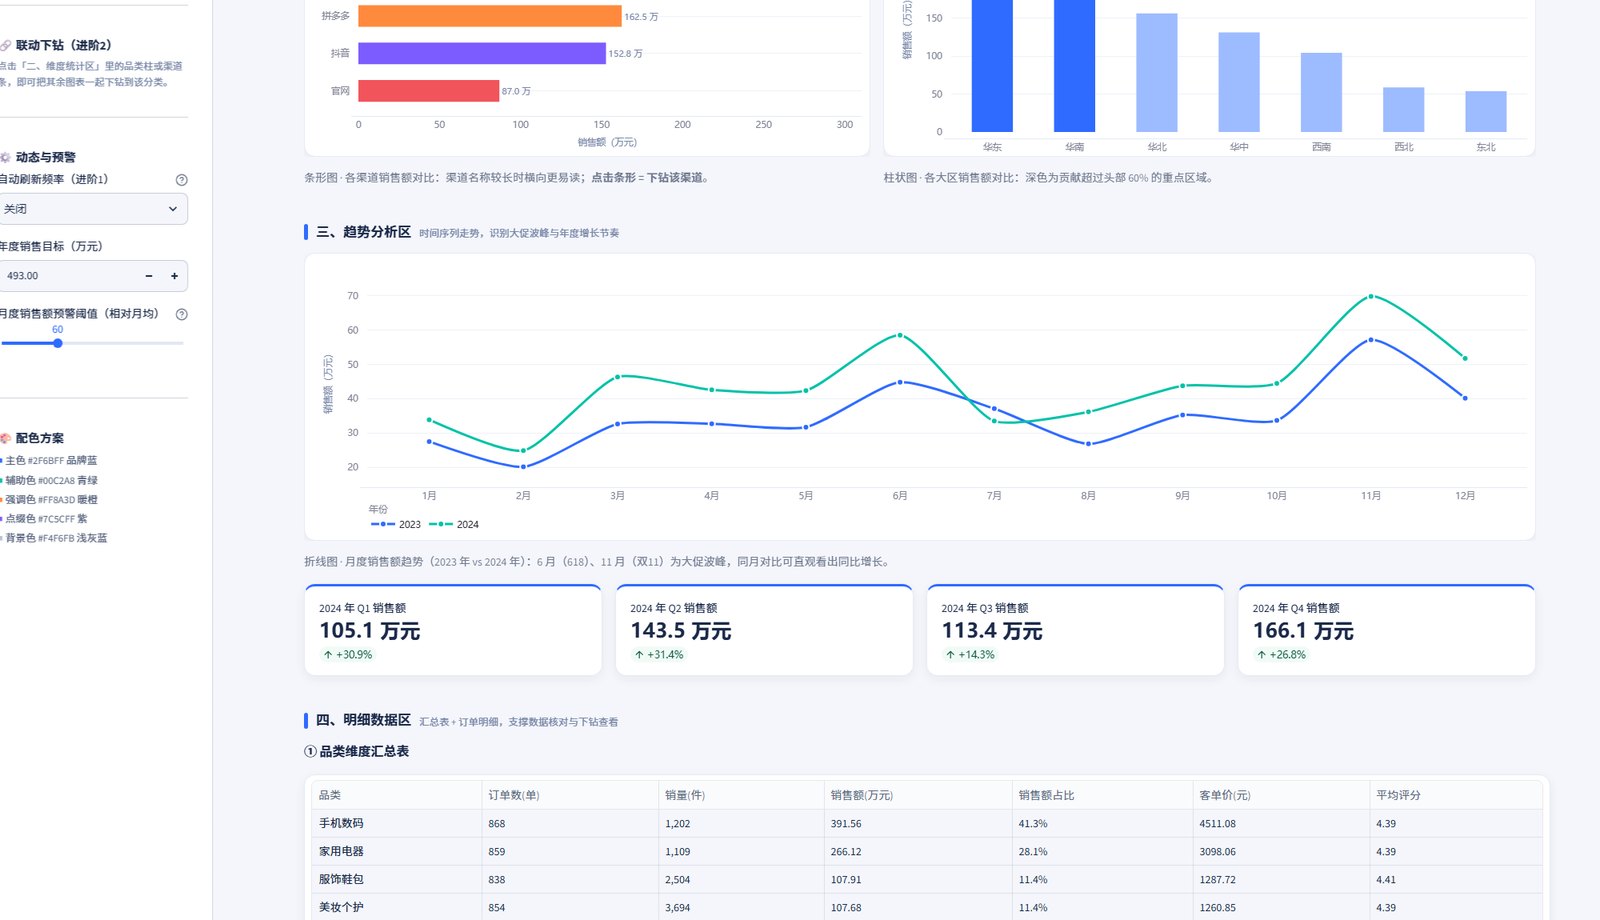 联动下钻（进阶2）
点击「二、维度统计区」里的品类柱或渠道
条，即可把其余图表一起下钻到该分类。
动态与预警
自动刷新频率（进阶1）
关闭
年度销售目标（万元）
493.00
− +
月度销售额预警阈值（相对月均）
60
配色方案
主色 #2F6BFF 品牌蓝
辅助色 #00C2A8 青绿
强调色 #FF8A3D 暖橙
点缀色 #7C5CFF 紫
背景色 #F4F6FB 浅灰蓝
拼多多 162.5 万
抖音 152.8 万
官网 87.0 万
0 50 100 150 200 250 300
销售额（万元）
条形图 · 各渠道销售额对比：渠道名称较长时横向更易读；点击条形 = 下钻该渠道。
销售额（万元）
150
100
50
0
华东 华南 华北 华中 西南 西北 东北
柱状图 · 各大区销售额对比：深色为贡献超过头部 60% 的重点区域。
三、趋势分析区 时间序列走势，识别大促波峰与年度增长节奏
销售额（万元）
70
60
50
40
30
20
1月 2月 3月 4月 5月 6月 7月 8月 9月 10月 11月 12月
年份
2023 2024
折线图 · 月度销售额趋势（2023 年 vs 2024 年）：6 月（618）、11 月（双11）为大促波峰，同月对比可直观看出同比增长。
2024 年 Q1 销售额
105.1 万元
↑ +30.9%
2024 年 Q2 销售额
143.5 万元
↑ +31.4%
2024 年 Q3 销售额
113.4 万元
↑ +14.3%
2024 年 Q4 销售额
166.1 万元
↑ +26.8%
四、明细数据区 汇总表 + 订单明细，支撑数据核对与下钻查看
① 品类维度汇总表
品类 订单数(单) 销量(件) 销售额(万元) 销售额占比 客单价(元) 平均评分
手机数码 868 1,202 391.56 41.3% 4511.08 4.39
家用电器 859 1,109 266.12 28.1% 3098.06 4.39
服饰鞋包 838 2,504 107.91 11.4% 1287.72 4.41
美妆个护 854 3,694 107.68 11.4% 1260.85 4.39